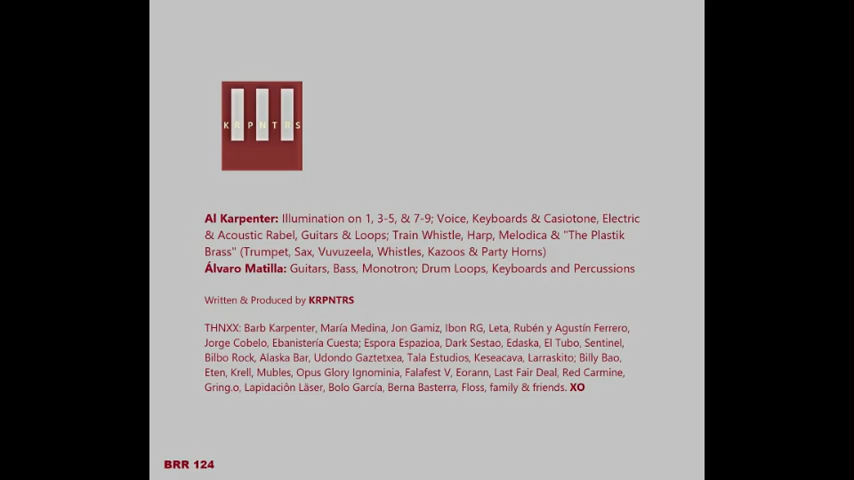 KRPNTRS
Al Karpenter: Illumination on 1, 3-5, & 7-9; Voice, Keyboards & Casiotone, Electric
& Acoustic Rabel, Guitars & Loops; Train Whistle, Harp, Melodica & "The Plastik
Brass" (Trumpet, Sax, Vuvuzeela, Whistles, Kazoos & Party Horns)
Álvaro Matilla: Guitars, Bass, Monotron; Drum Loops, Keyboards and Percussions
Written & Produced by KRPNTRS
THNXX: Barb Karpenter, María Medina, Jon Gamiz, Ibon RG, Leta, Rubén y Agustín Ferrero,
Jorge Cobelo, Ebanistería Cuesta; Espora Espazioa, Dark Sestao, Edaska, El Tubo, Sentinel,
Bilbo Rock, Alaska Bar, Udondo Gaztetxea, Tala Estudios, Keseacava, Larraskito; Billy Bao,
Eten, Krell, Mubles, Opus Glory Ignominia, Falafest V, Eorann, Last Fair Deal, Red Carmine,
Gring.o, Lapidaciôn Läser, Bolo García, Berna Basterra, Floss, family & friends. XO
BRR 124